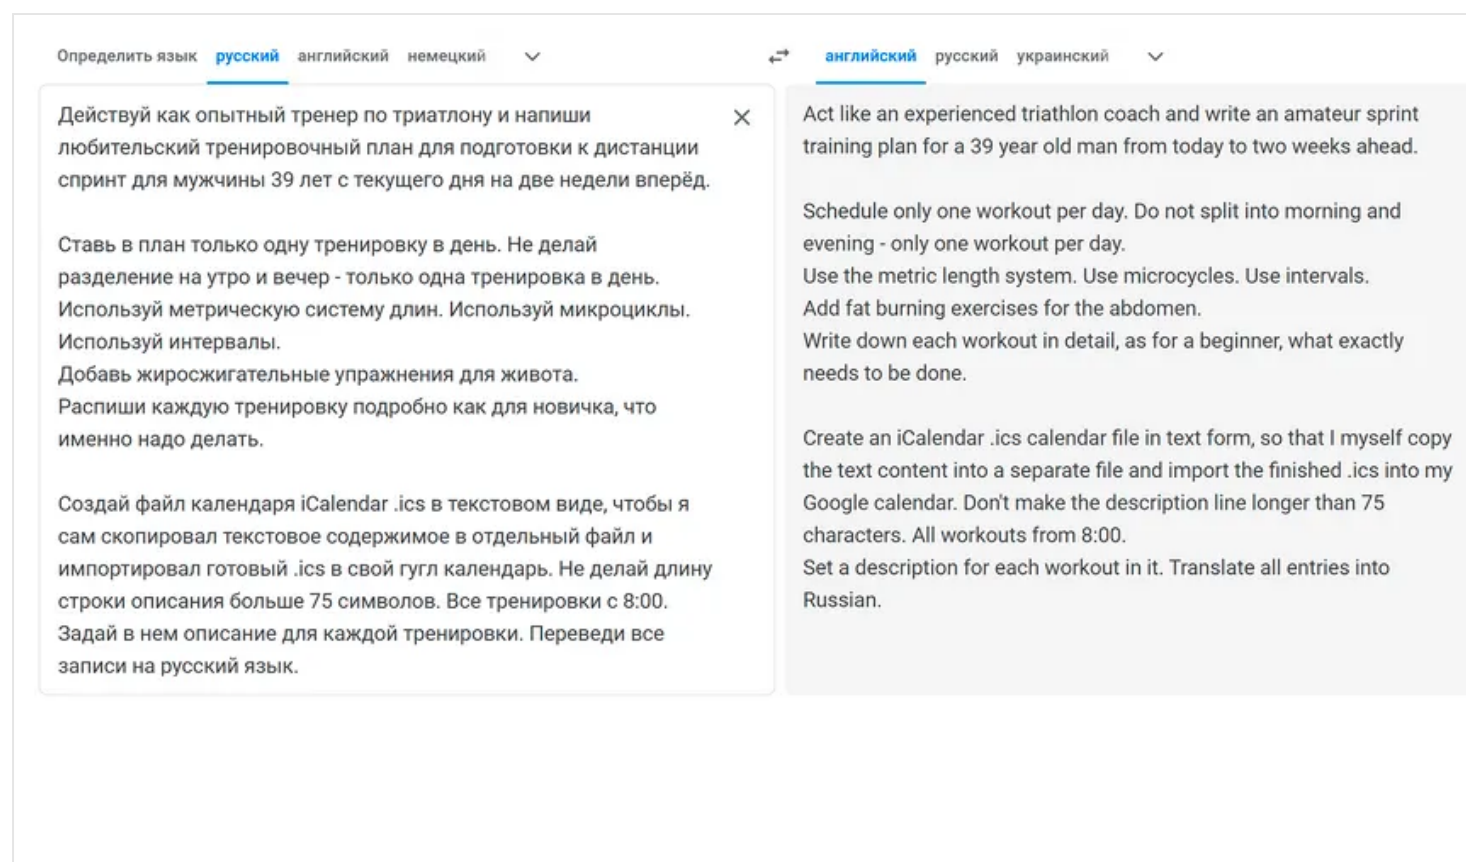 Определить язык русский английский немецкий
английский русский украинский
Действуй как опытный тренер по триатлону и напиши
любительский тренировочный план для подготовки к дистанции
спринт для мужчины 39 лет с текущего дня на две недели вперёд.
Ставь в план только одну тренировку в день. Не делай
разделение на утро и вечер - только одна тренировка в день.
Используй метрическую систему длин. Используй микроциклы.
Используй интервалы.
Добавь жиросжигательные упражнения для живота.
Распиши каждую тренировку подробно как для новичка, что
именно надо делать.
Создай файл календаря iCalendar .ics в текстовом виде, чтобы я
сам скопировал текстовое содержимое в отдельный файл и
импортировал готовый .ics в свой гугл календарь. Не делай длину
строки описания больше 75 символов. Все тренировки с 8:00.
Задай в нем описание для каждой тренировки. Переведи все
записи на русский язык.
Act like an experienced triathlon coach and write an amateur sprint
training plan for a 39 year old man from today to two weeks ahead.
Schedule only one workout per day. Do not split into morning and
evening - only one workout per day.
Use the metric length system. Use microcycles. Use intervals.
Add fat burning exercises for the abdomen.
Write down each workout in detail, as for a beginner, what exactly
needs to be done.
Create an iCalendar .ics calendar file in text form, so that I myself copy
the text content into a separate file and import the finished .ics into my
Google calendar. Don't make the description line longer than 75
characters. All workouts from 8:00.
Set a description for each workout in it. Translate all entries into
Russian.